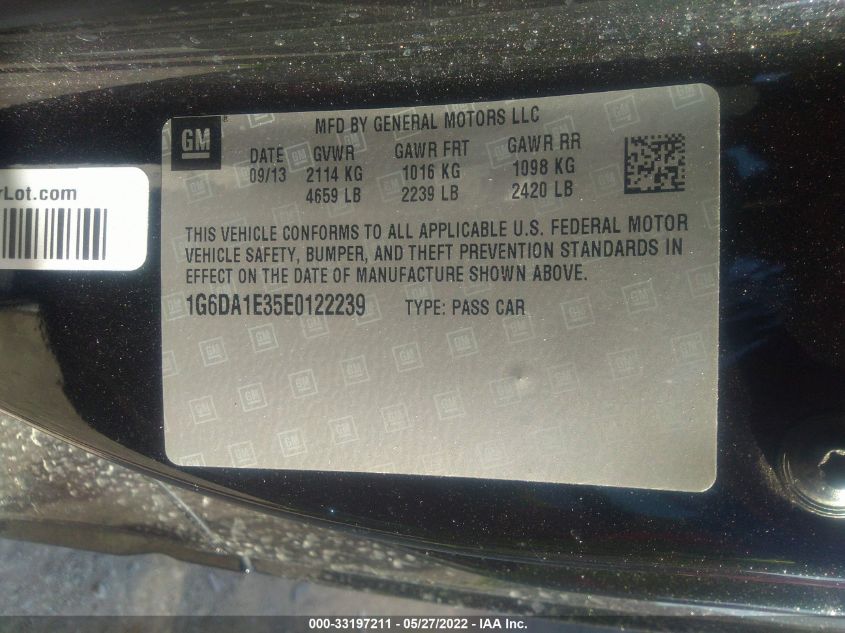 GM
MFD BY GENERAL MOTORS LLC
DATE GVWR GAWR FRT GAWR RR
09/13 2114 KG 1016 KG 1098 KG
4659 LB 2239 LB 2420 LB
rLot.com
THIS VEHICLE CONFORMS TO ALL APPLICABLE U.S. FEDERAL MOTOR
VEHICLE SAFETY, BUMPER, AND THEFT PREVENTION STANDARDS IN
EFFECT ON THE DATE OF MANUFACTURE SHOWN ABOVE.
1G6DA1E35E0122239 TYPE: PASS CAR
000-33197211 - 05/27/2022 - IAA Inc.